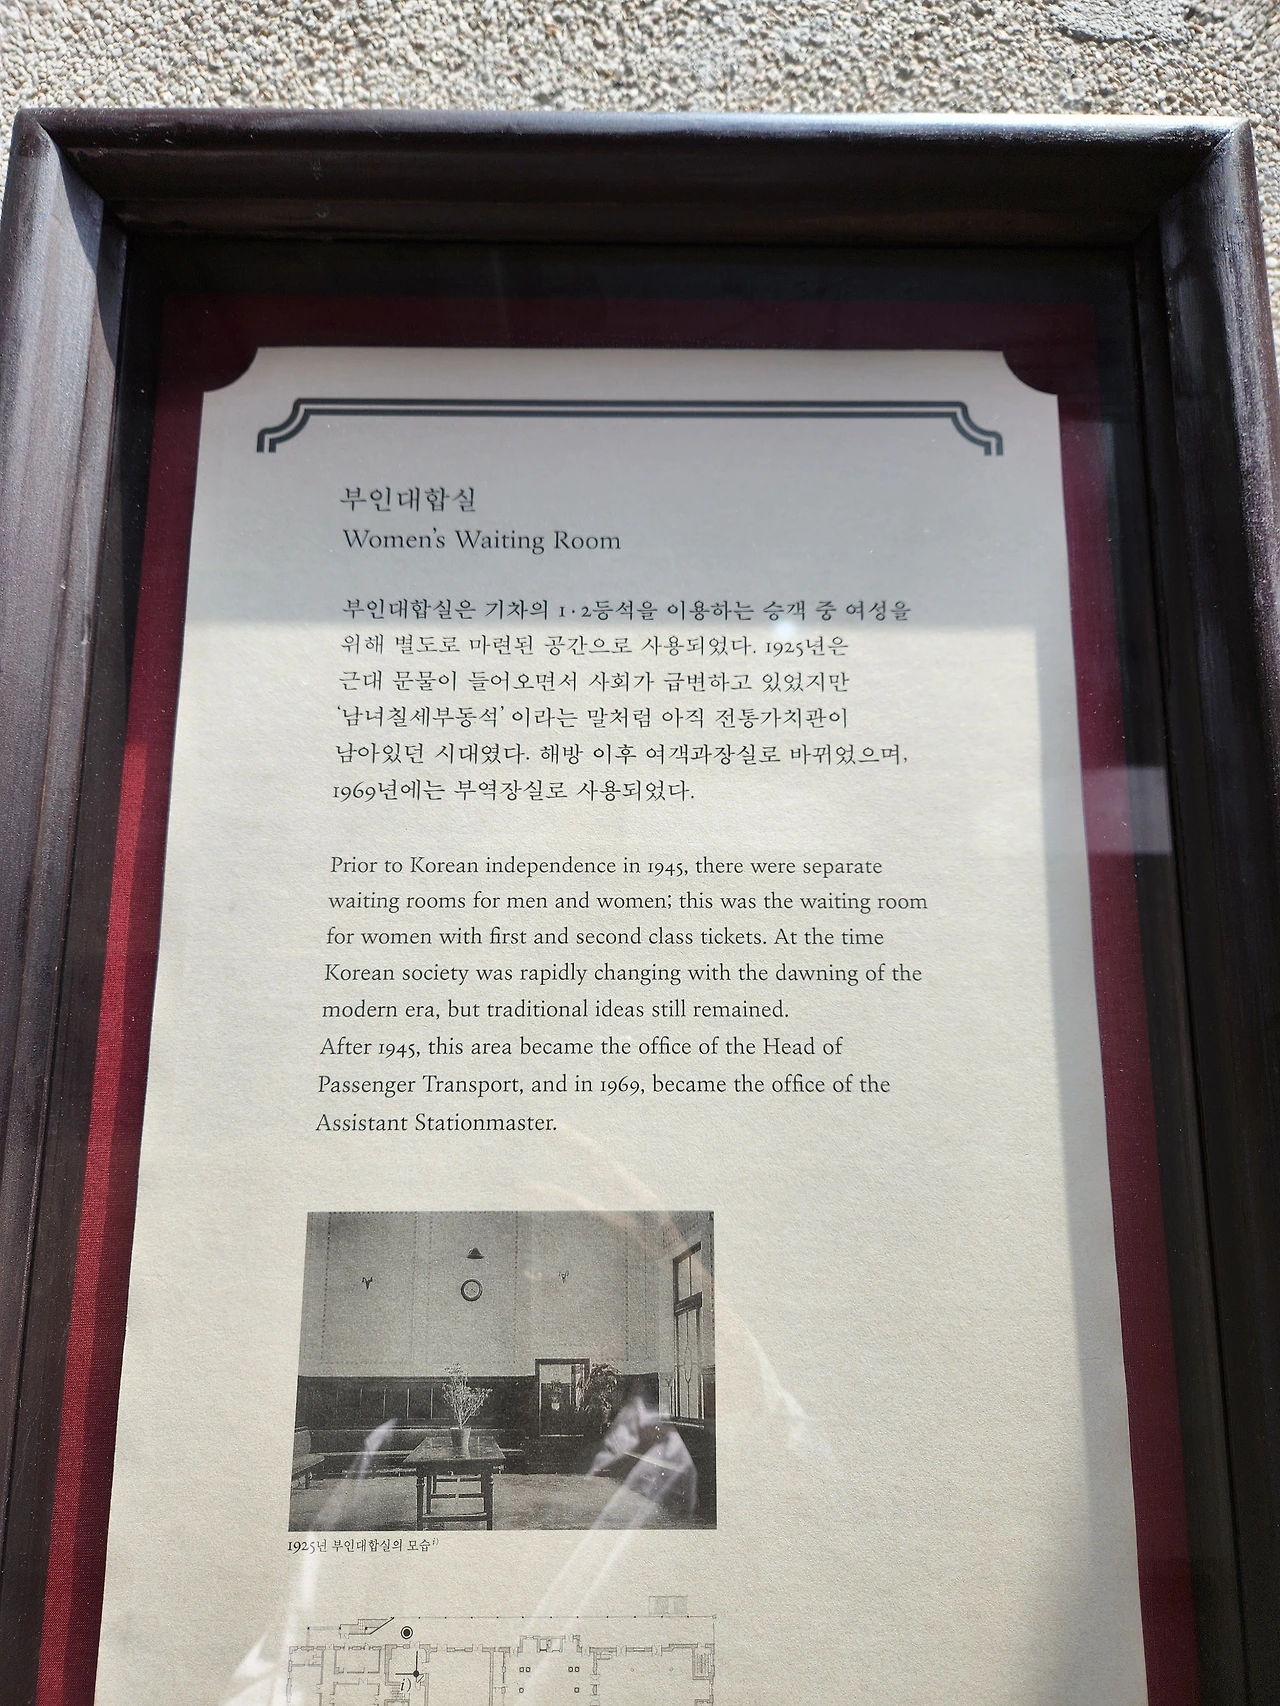 부인대합실
Women's Waiting Room
부인대합실은 기차의 1·2등석을 이용하는 승객 중 여성을
위해 별도로 마련된 공간으로 사용되었다. 1925년은
근대 문물이 들어오면서 사회가 급변하고 있었지만
'남녀칠세부동석' 이라는 말처럼 아직 전통가치관이
남아있던 시대였다. 해방 이후 여객과장실로 바뀌었으며,
1969년에는 부역장실로 사용되었다.
Prior to Korean independence in 1945, there were separate
waiting rooms for men and women; this was the waiting room
for women with first and second class tickets. At the time
Korean society was rapidly changing with the dawning of the
modern era, but traditional ideas still remained.
After 1945, this area became the office of the Head of
Passenger Transport, and in 1969, became the office of the
Assistant Stationmaster.
1925년 부인대합실의 모습 i)
i)